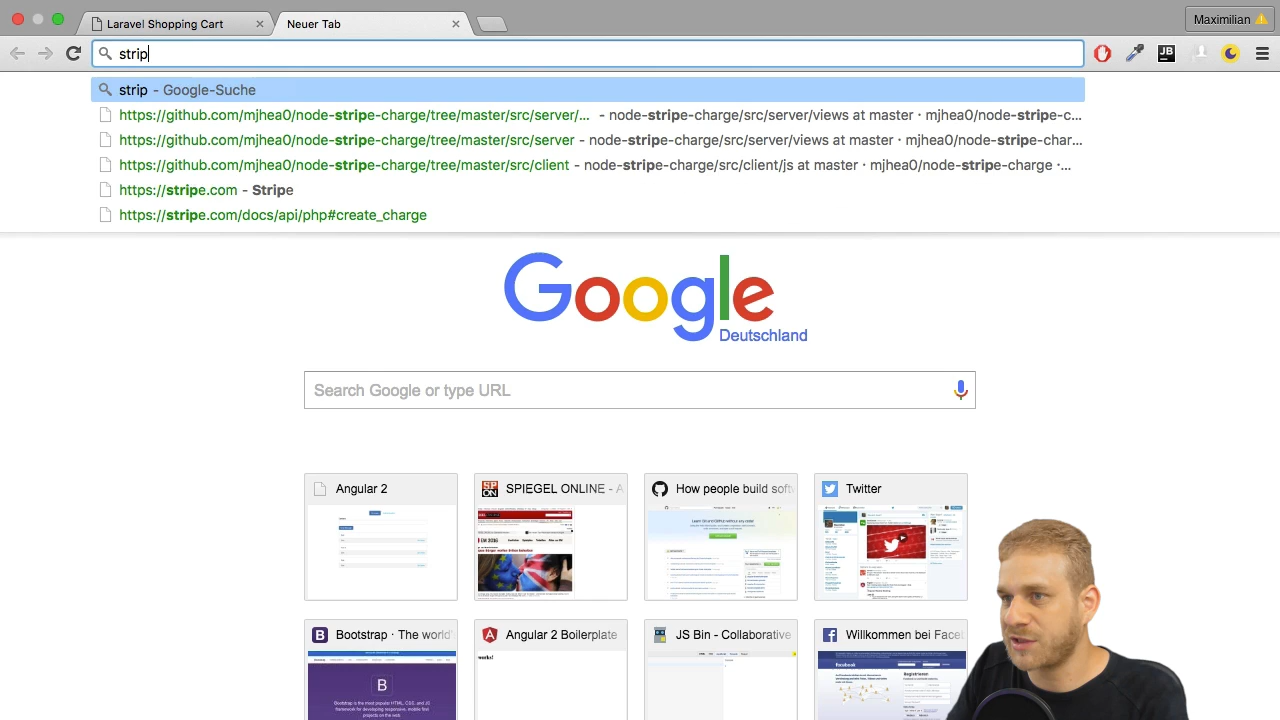 Laravel Shopping Cart
Neuer Tab
Maximilian
strip
JB
strip - Google-Suche
https://github.com/mjhea0/node-stripe-charge/tree/master/src/server/... - node-stripe-charge/src/server/views at master · mjhea0/node-stripe-c...
https://github.com/mjhea0/node-stripe-charge/tree/master/src/server - node-stripe-charge/src/server/views at master · mjhea0/node-stripe-char...
https://github.com/mjhea0/node-stripe-charge/tree/master/src/client - node-stripe-charge/src/client/js at master · mjhea0/node-stripe-charge ·...
https://stripe.com - Stripe
https://stripe.com/docs/api/php#create_charge
Google
Deutschland
Search Google or type URL
Angular 2
SP ON
SPIEGEL ONLINE - A
How people build soft
Twitter
B
Bootstrap · The world'
Angular 2 Boilerplate
JS Bin - Collaborative
Willkommen bei Face
works!
B
facebook
Registrieren